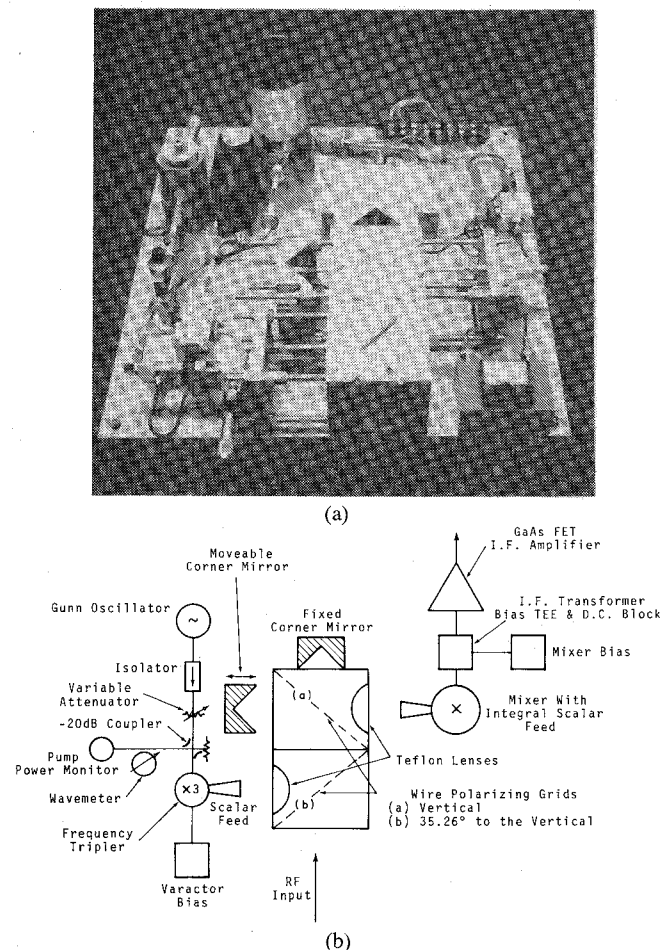 (a)
GaAs FET
I.F. Amplifier
Moveable
Corner Mirror
Gunn Oscillator
~
Fixed
Corner Mirror
I.F. Transformer
Bias TEE & D.C. Block
Isolator
Mixer Bias
Variable
Attenuator
(a)
×
Mixer With
Integral Scalar
Feed
-20dB Coupler
Pump
Power Monitor
Teflon Lenses
Wavemeter
×3
Scalar
Feed
(b)
Wire Polarizing Grids
(a) Vertical
(b) 35.26° to the Vertical
Frequency
Tripler
Varactor
Bias
RF
Input
(b)